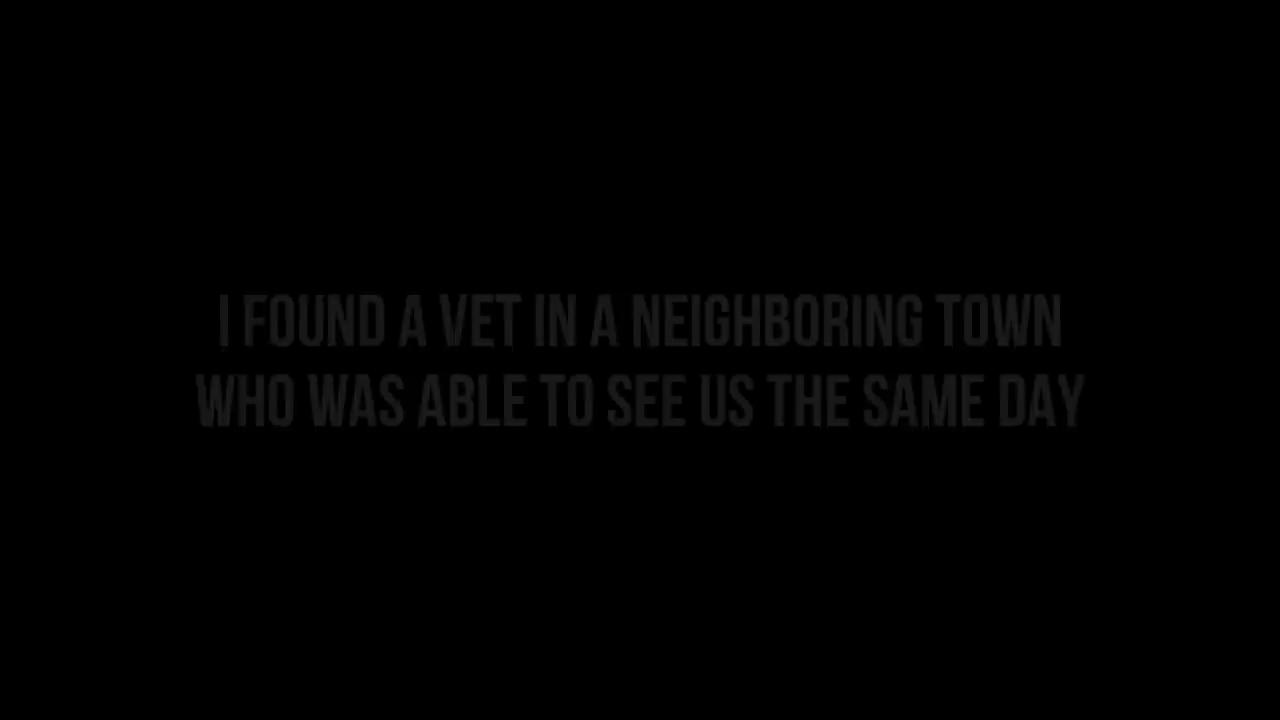 I FOUND A VET IN A NEIGHBORING TOWN
WHO WAS ABLE TO SEE US THE SAME DAY